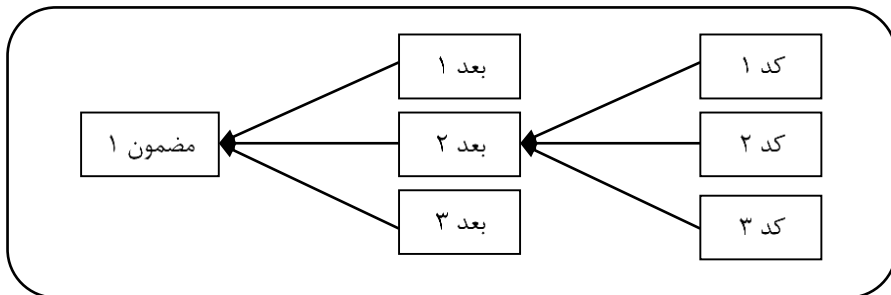 کد ۱
کد ۲
کد ۳
بعد ۱
بعد ۲
بعد ۳
مضمون ۱